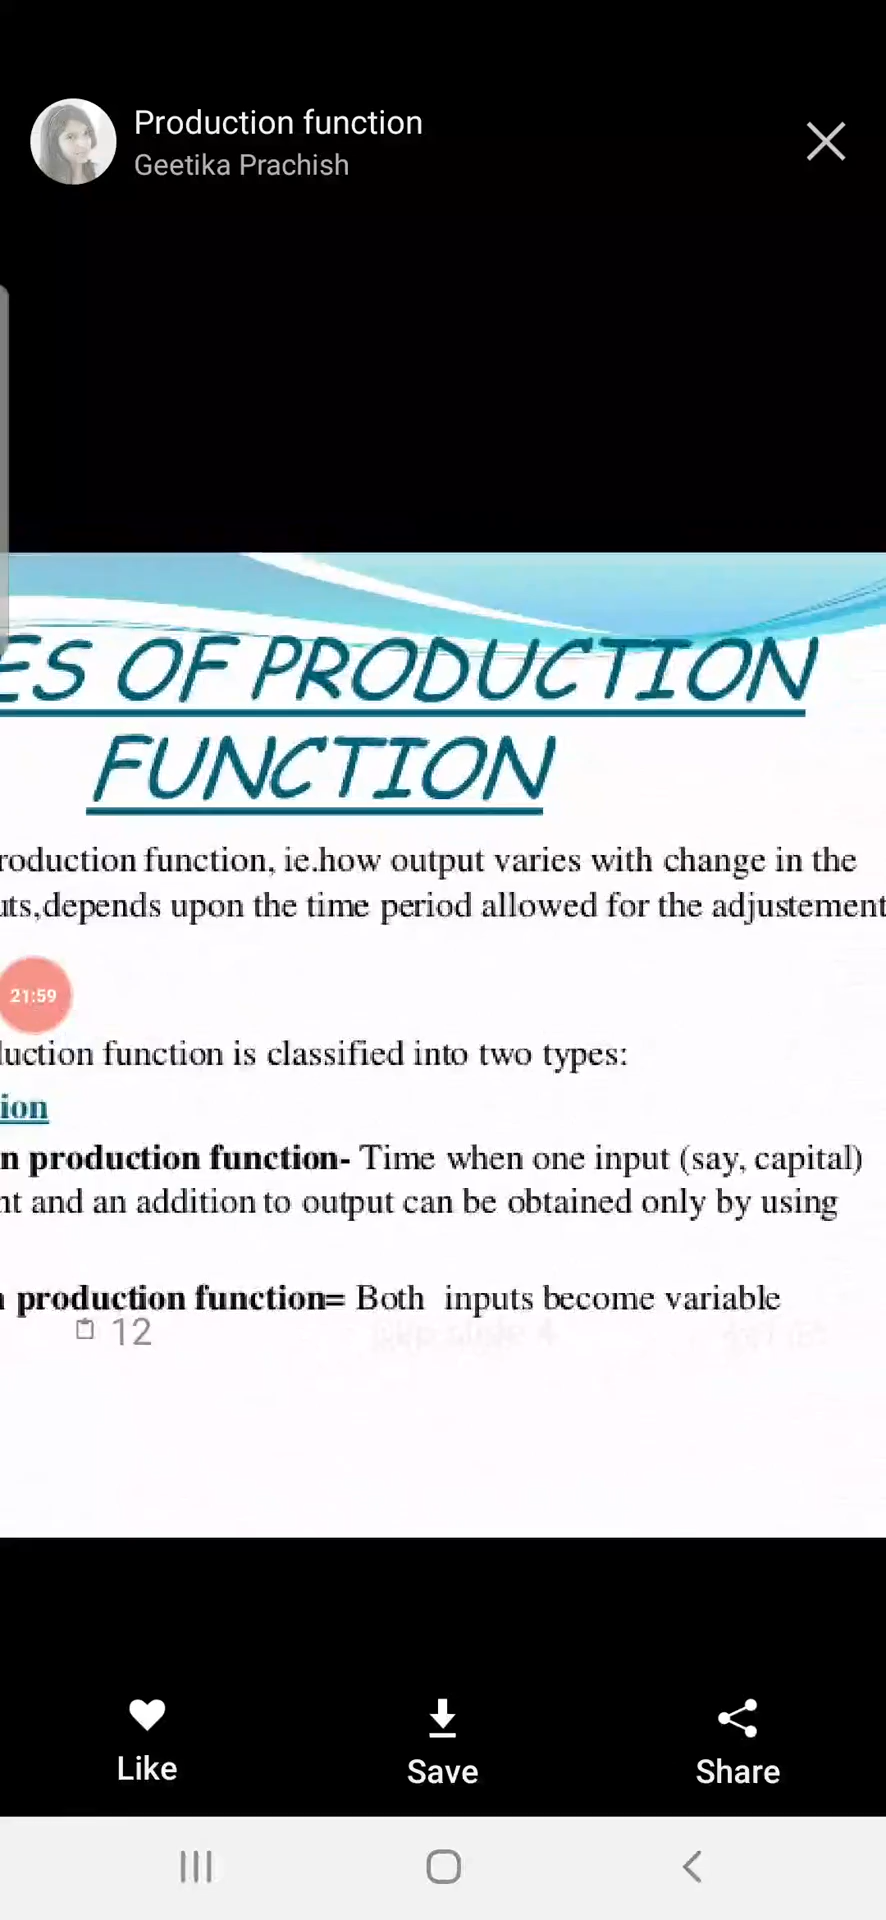 Production function
Geetika Prachish
ES OF PRODUCTION
FUNCTION
roduction function, ie.how output varies with change in the
uts,depends upon the time period allowed for the adjustement
21:59
luction function is classified into two types:
ion
n production function- Time when one input (say, capital)
nt and an addition to output can be obtained only by using
production function= Both inputs become variable
12
Like
Save
Share